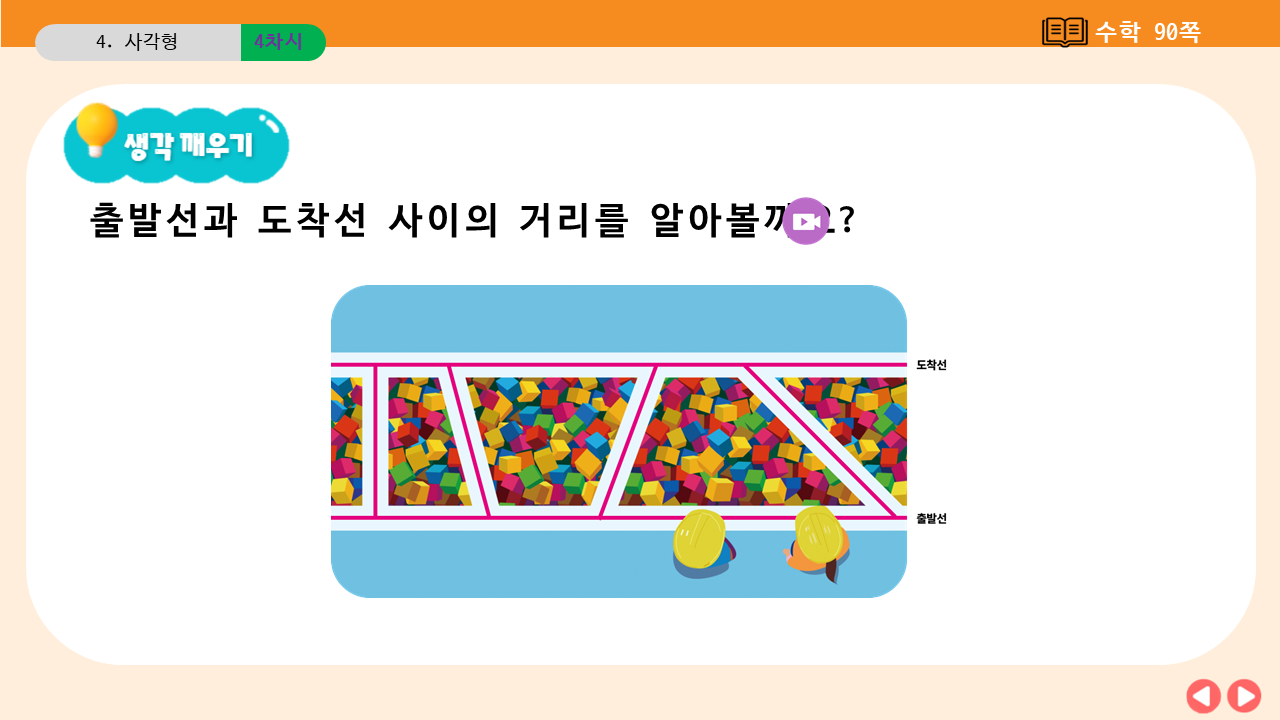 4. 사각형
4차시
수학 90쪽
생각 깨우기
출발선과 도착선 사이의 거리를 알아볼까요?
도착선
출발선